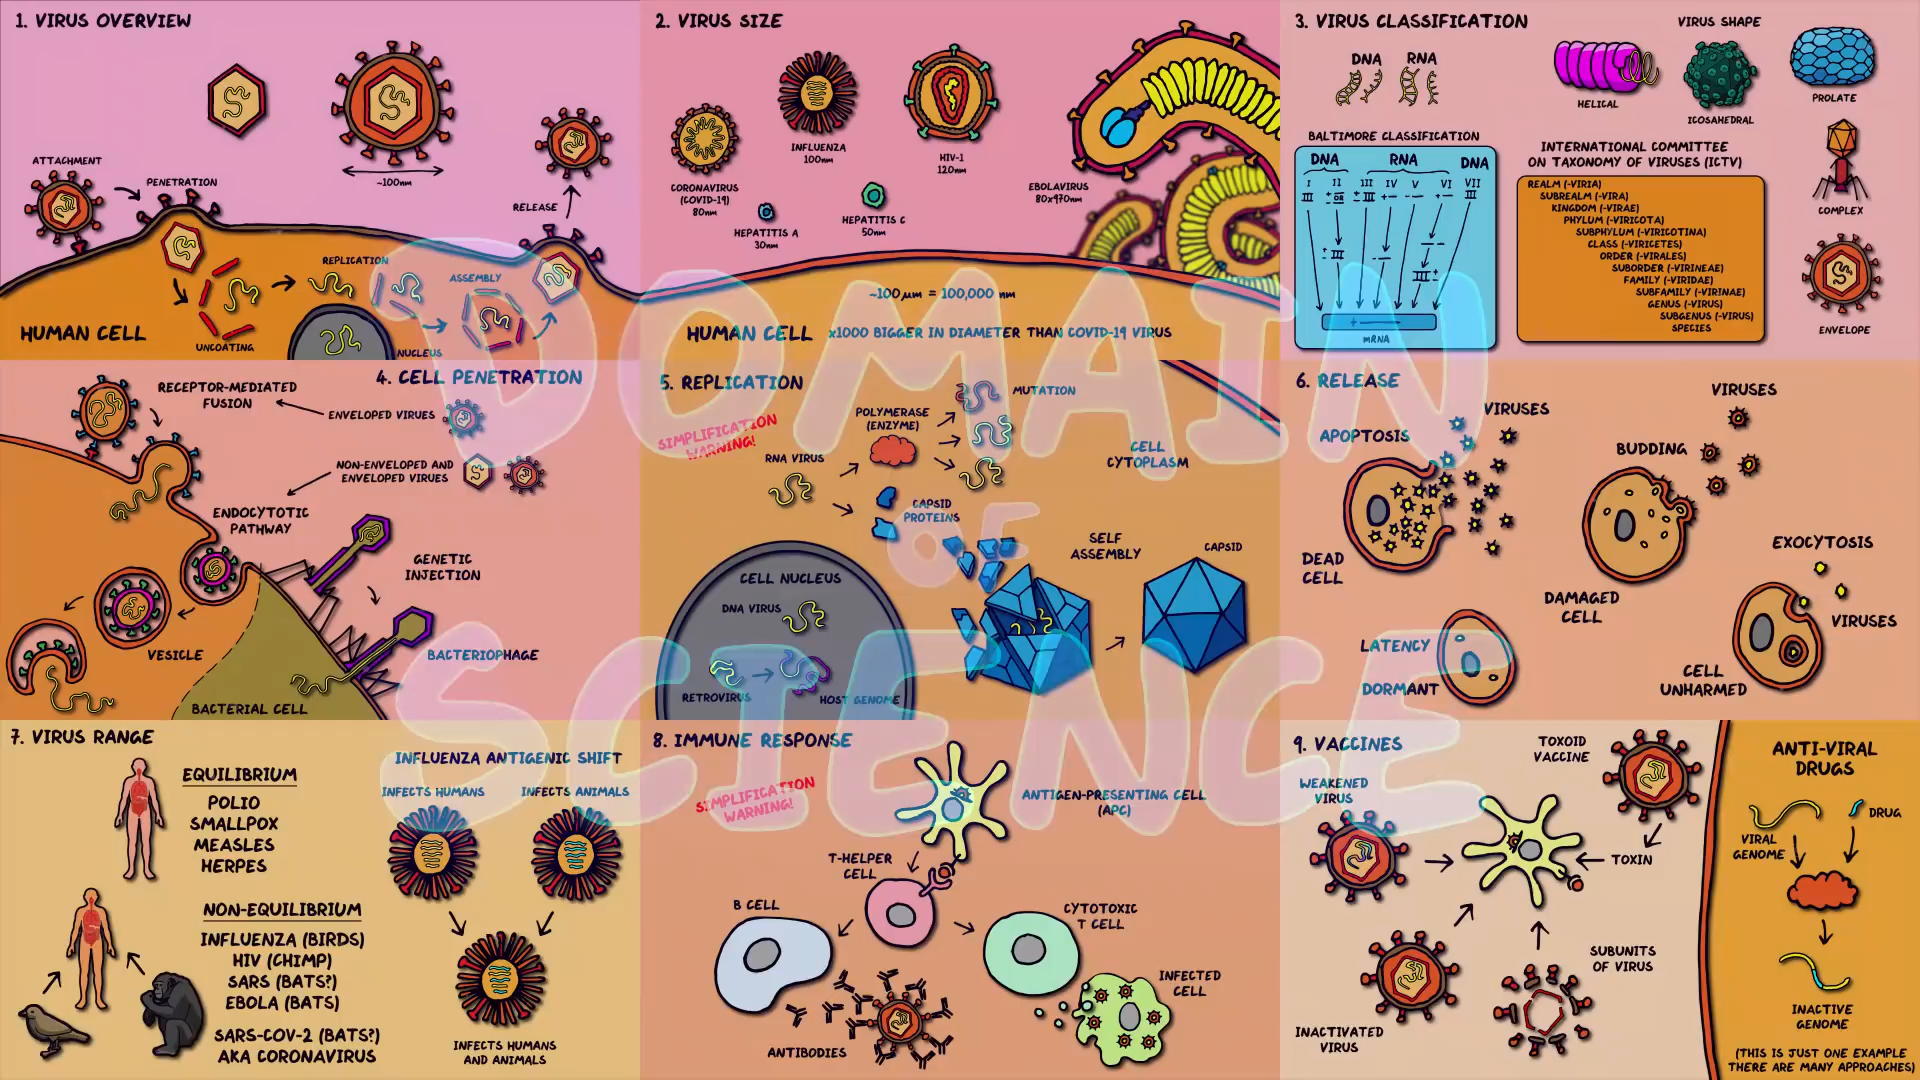 1. VIRUS OVERVIEW
ATTACHMENT
PENETRATION
~100nm
RELEASE
REPLICATION
ASSEMBLY
HUMAN CELL
UNCOATING
NUCLEUS
2. VIRUS SIZE
INFLUENZA
100nm
HIV-1
120nm
CORONAVIRUS
(COVID-19)
80nm
HEPATITIS A
30nm
HEPATITIS C
50nm
EBOLAVIRUS
80x970nm
~100µm = 100,000 nm
HUMAN CELL x1000 BIGGER IN DIAMETER THAN COVID-19 VIRUS
3. VIRUS CLASSIFICATION
VIRUS SHAPE
DNA RNA
HELICAL
ICOSAHEDRAL
PROLATE
BALTIMORE CLASSIFICATION
DNA RNA DNA
I II III IV V VI VII
OR
mRNA
INTERNATIONAL COMMITTEE
ON TAXONOMY OF VIRUSES (ICTV)
REALM (-VIRIA)
SUBREALM (-VIRA)
KINGDOM (-VIRAE)
PHYLUM (-VIRICOTA)
SUBPHYLUM (-VIRICOTINA)
CLASS (-VIRICETES)
ORDER (-VIRALES)
SUBORDER (-VIRINEAE)
FAMILY (-VIRIDAE)
SUBFAMILY (-VIRINAE)
GENUS (-VIRUS)
SUBGENUS (-VIRUS)
SPECIES
COMPLEX
ENVELOPE
4. CELL PENETRATION
RECEPTOR-MEDIATED
FUSION
ENVELOPED VIRUES
NON-ENVELOPED AND
ENVELOPED VIRUES
ENDOCYTOTIC
PATHWAY
GENETIC
INJECTION
VESICLE
BACTERIOPHAGE
BACTERIAL CELL
5. REPLICATION
SIMPLIFICATION
WARNING!
POLYMERASE
(ENZYME)
MUTATION
RNA VIRUS
CELL
CYTOPLASM
CAPSID
PROTEINS
SELF
ASSEMBLY
CAPSID
CELL NUCLEUS
DNA VIRUS
RETROVIRUS
HOST GENOME
6. RELEASE
VIRUSES
APOPTOSIS
DEAD
CELL
BUDDING
VIRUSES
DAMAGED
CELL
EXOCYTOSIS
VIRUSES
CELL
UNHARMED
LATENCY
DORMANT
7. VIRUS RANGE
EQUILIBRIUM
POLIO
SMALLPOX
MEASLES
HERPES
NON-EQUILIBRIUM
INFLUENZA (BIRDS)
HIV (CHIMP)
SARS (BATS?)
EBOLA (BATS)
SARS-COV-2 (BATS?)
AKA CORONAVIRUS
INFLUENZA ANTIGENIC SHIFT
INFECTS HUMANS
INFECTS ANIMALS
INFECTS HUMANS
AND ANIMALS
8. IMMUNE RESPONSE
SIMPLIFICATION
WARNING!
ANTIGEN-PRESENTING CELL
(APC)
T-HELPER
CELL
B CELL
CYTOTOXIC
T CELL
INFECTED
CELL
ANTIBODIES
9. VACCINES
WEAKENED
VIRUS
TOXOID
VACCINE
TOXIN
SUBUNITS
OF VIRUS
INACTIVATED
VIRUS
ANTI-VIRAL
DRUGS
DRUG
VIRAL
GENOME
INACTIVE
GENOME
(THIS IS JUST ONE EXAMPLE
THERE ARE MANY APPROACHES)
DOMAIN
OF
SCIENCE